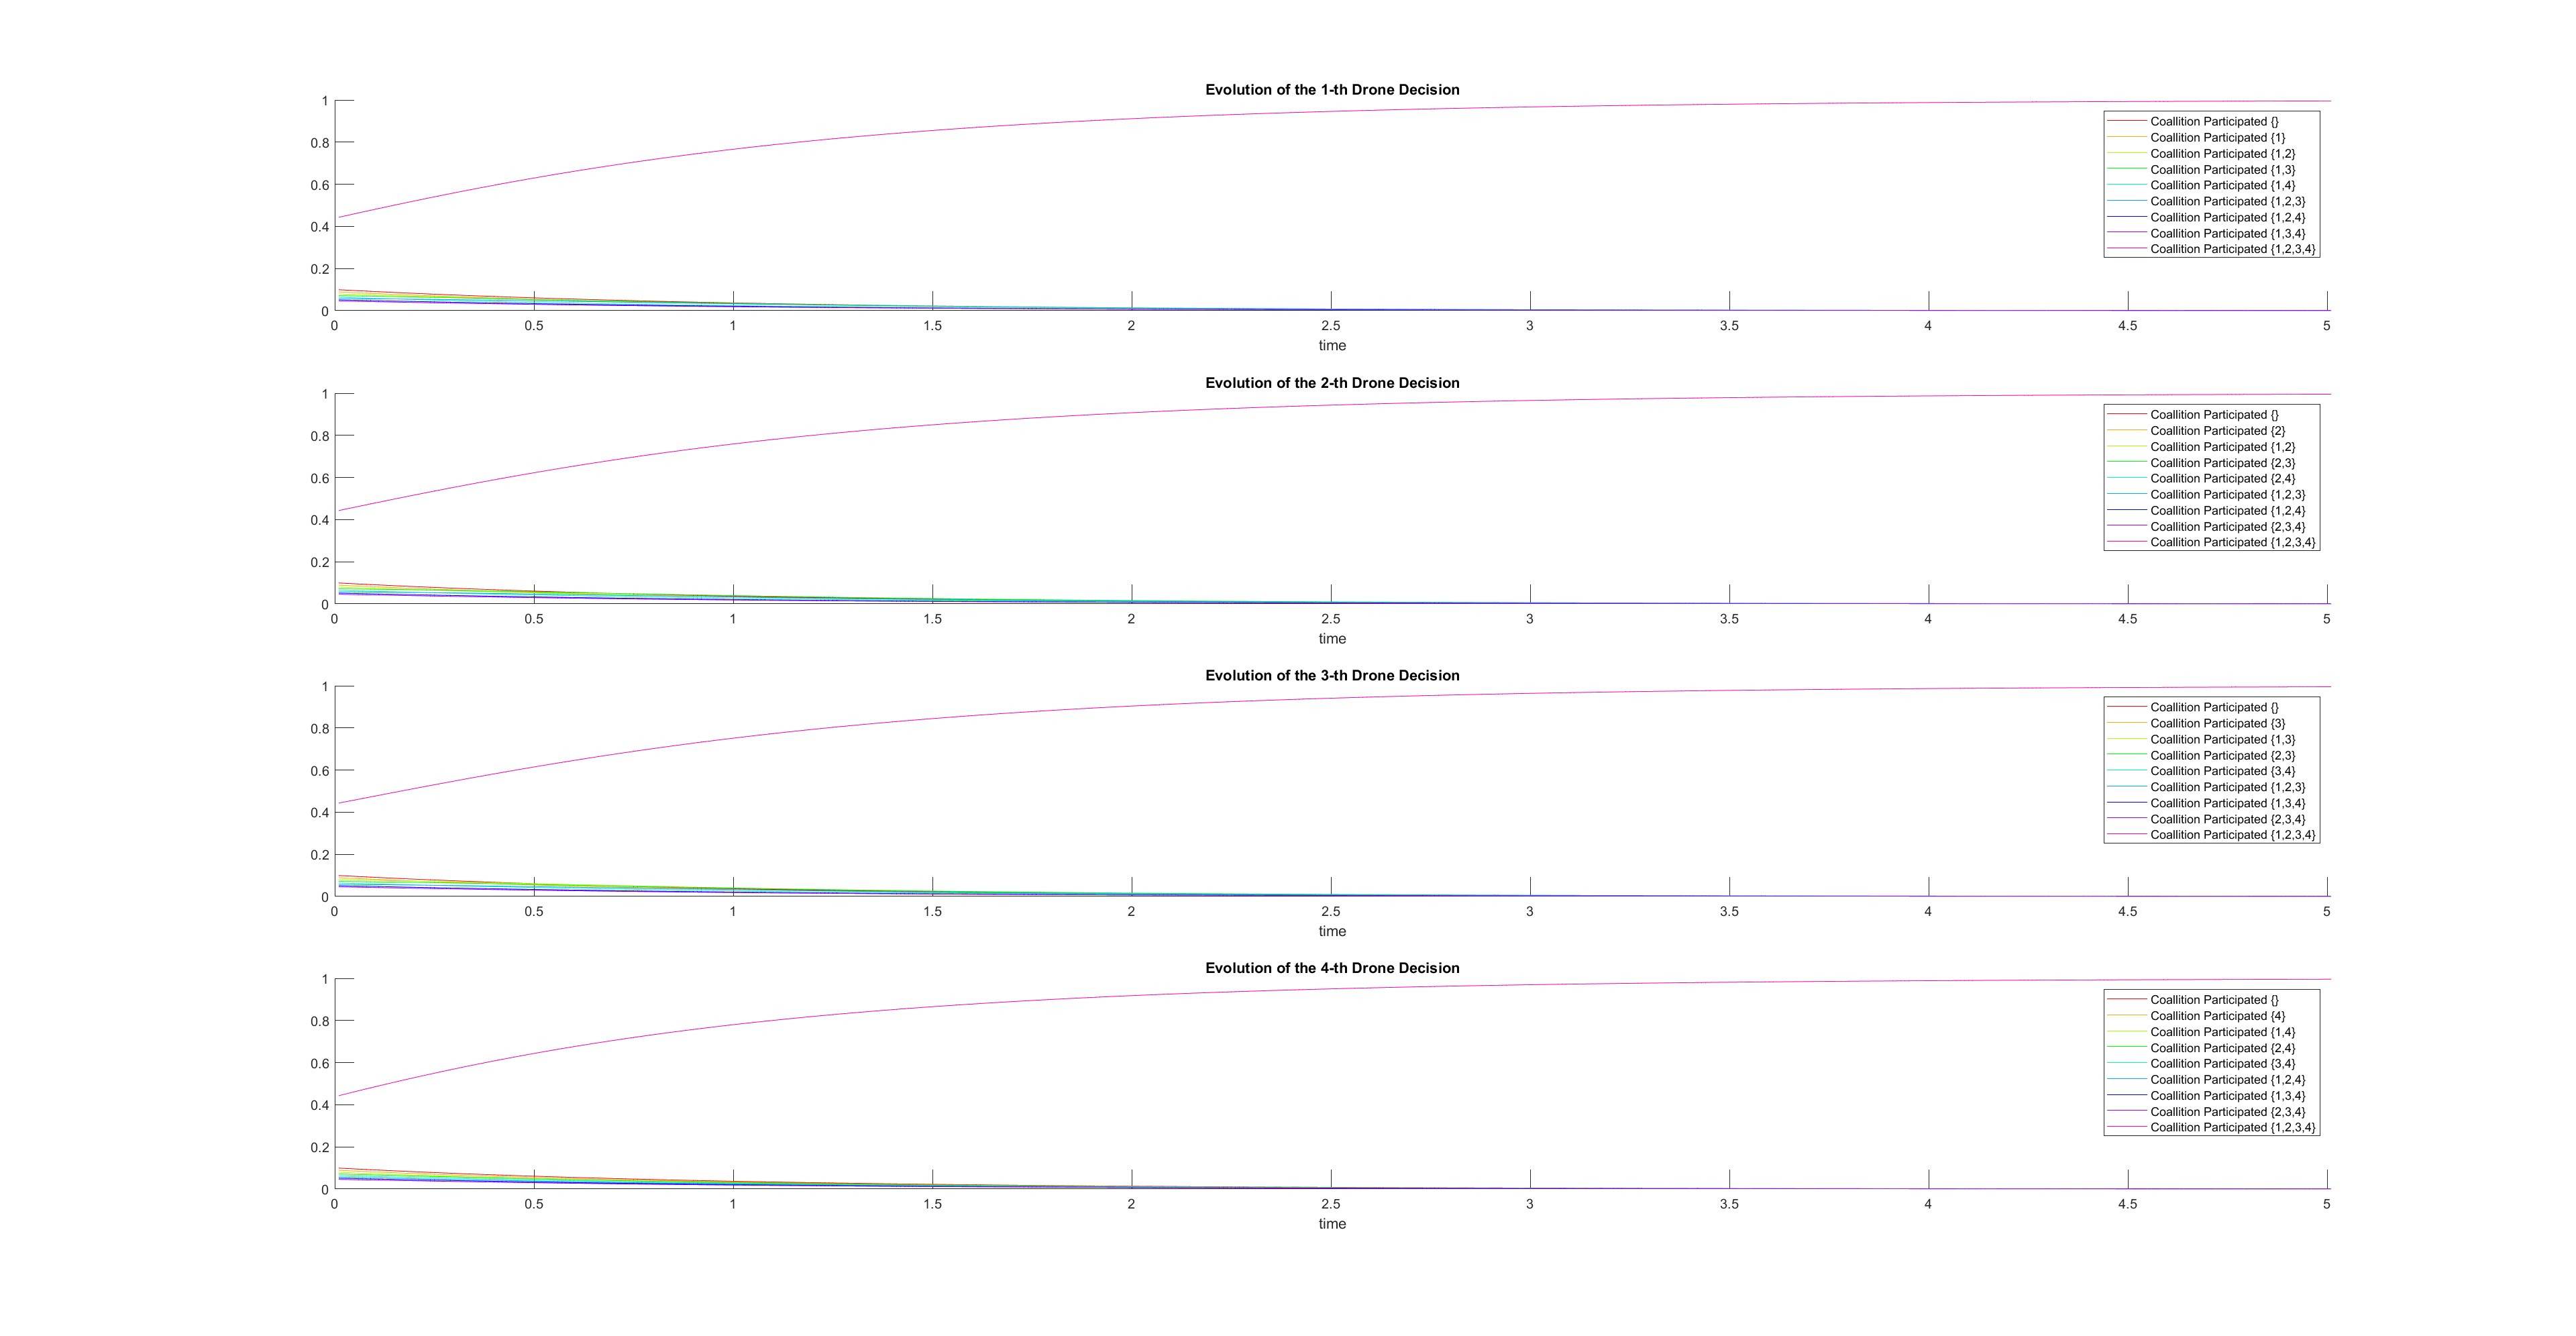 Evolution of the 1-th Drone Decision
1
0.8
0.6
0.4
0.2
0
Coallition Participated {}
Coallition Participated {1}
Coallition Participated {1,2}
Coallition Participated {1,3}
Coallition Participated {1,4}
Coallition Participated {1,2,3}
Coallition Participated {1,2,4}
Coallition Participated {1,3,4}
Coallition Participated {1,2,3,4}
0 0.5 1 1.5 2 2.5 3 3.5 4 4.5 5
time
Evolution of the 2-th Drone Decision
1
0.8
0.6
0.4
0.2
0
Coallition Participated {}
Coallition Participated {2}
Coallition Participated {1,2}
Coallition Participated {2,3}
Coallition Participated {2,4}
Coallition Participated {1,2,3}
Coallition Participated {1,2,4}
Coallition Participated {2,3,4}
Coallition Participated {1,2,3,4}
0 0.5 1 1.5 2 2.5 3 3.5 4 4.5 5
time
Evolution of the 3-th Drone Decision
1
0.8
0.6
0.4
0.2
0
Coallition Participated {}
Coallition Participated {3}
Coallition Participated {1,3}
Coallition Participated {2,3}
Coallition Participated {3,4}
Coallition Participated {1,2,3}
Coallition Participated {1,3,4}
Coallition Participated {2,3,4}
Coallition Participated {1,2,3,4}
0 0.5 1 1.5 2 2.5 3 3.5 4 4.5 5
time
Evolution of the 4-th Drone Decision
1
0.8
0.6
0.4
0.2
0
Coallition Participated {}
Coallition Participated {4}
Coallition Participated {1,4}
Coallition Participated {2,4}
Coallition Participated {3,4}
Coallition Participated {1,2,4}
Coallition Participated {1,3,4}
Coallition Participated {2,3,4}
Coallition Participated {1,2,3,4}
0 0.5 1 1.5 2 2.5 3 3.5 4 4.5 5
time